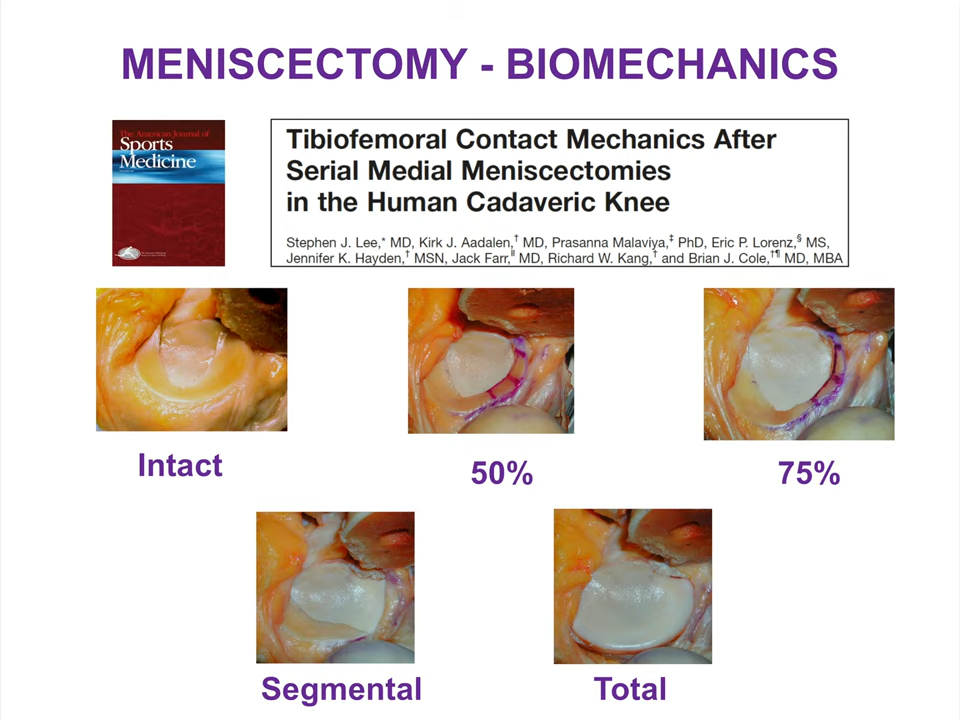 MENISCECTOMY - BIOMECHANICS
The American Journal of
Sports
Medicine
Tibiofemoral Contact Mechanics After
Serial Medial Meniscectomies
in the Human Cadaveric Knee
Stephen J. Lee,* MD, Kirk J. Aadalen,† MD, Prasanna Malaviya,‡ PhD, Eric P. Lorenz,§ MS,
Jennifer K. Hayden,† MSN, Jack Farr,|| MD, Richard W. Kang,† and Brian J. Cole,†¶ MD, MBA
Intact
50%
75%
Segmental
Total